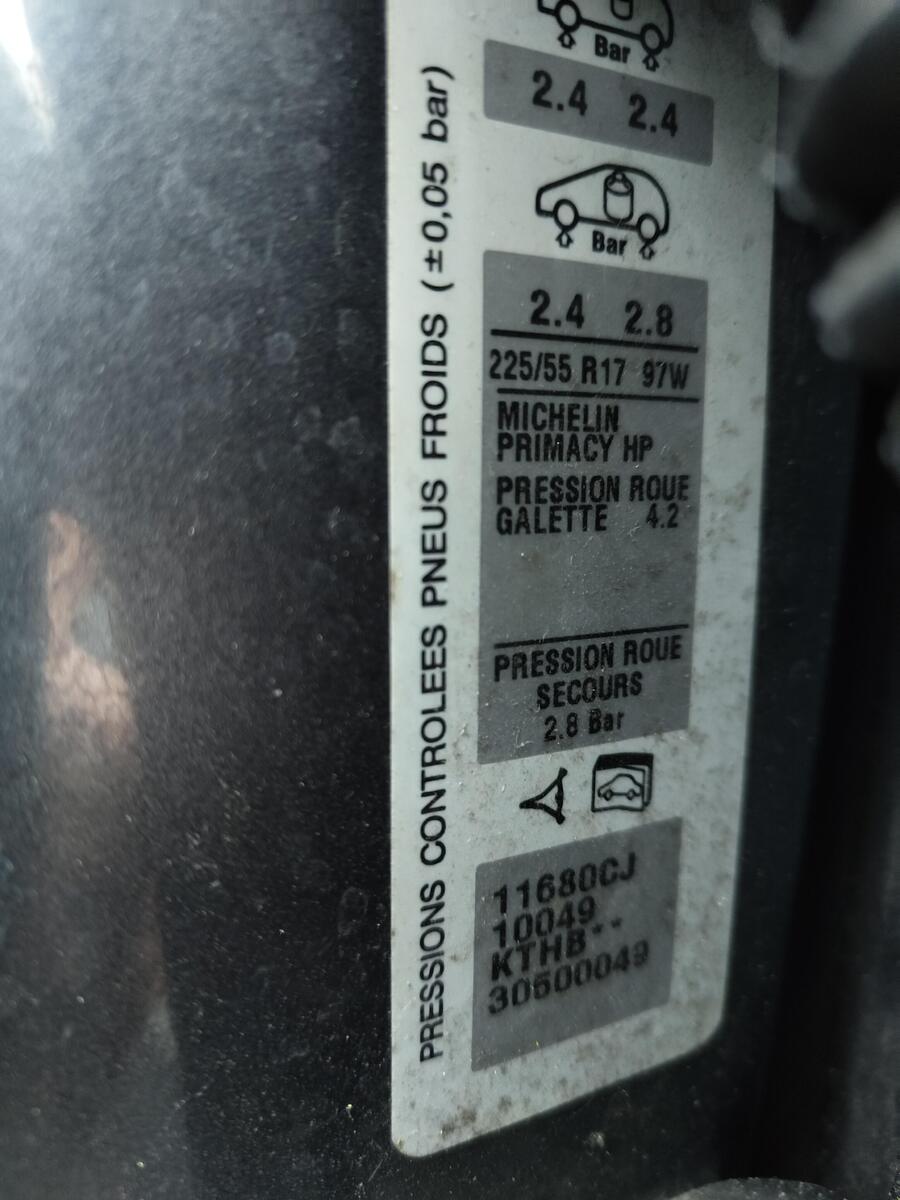 PRESSIONS CONTROLEES PNEUS FROIDS (±0,05 bar)
Bar
2.4 2.4
Bar
2.4 2.8
225/55 R17 97W
MICHELIN
PRIMACY HP
PRESSION ROUE
GALETTE 4.2
PRESSION ROUE
SECOURS
2.8 Bar
11680CJ
10049
KTHB**
30500049